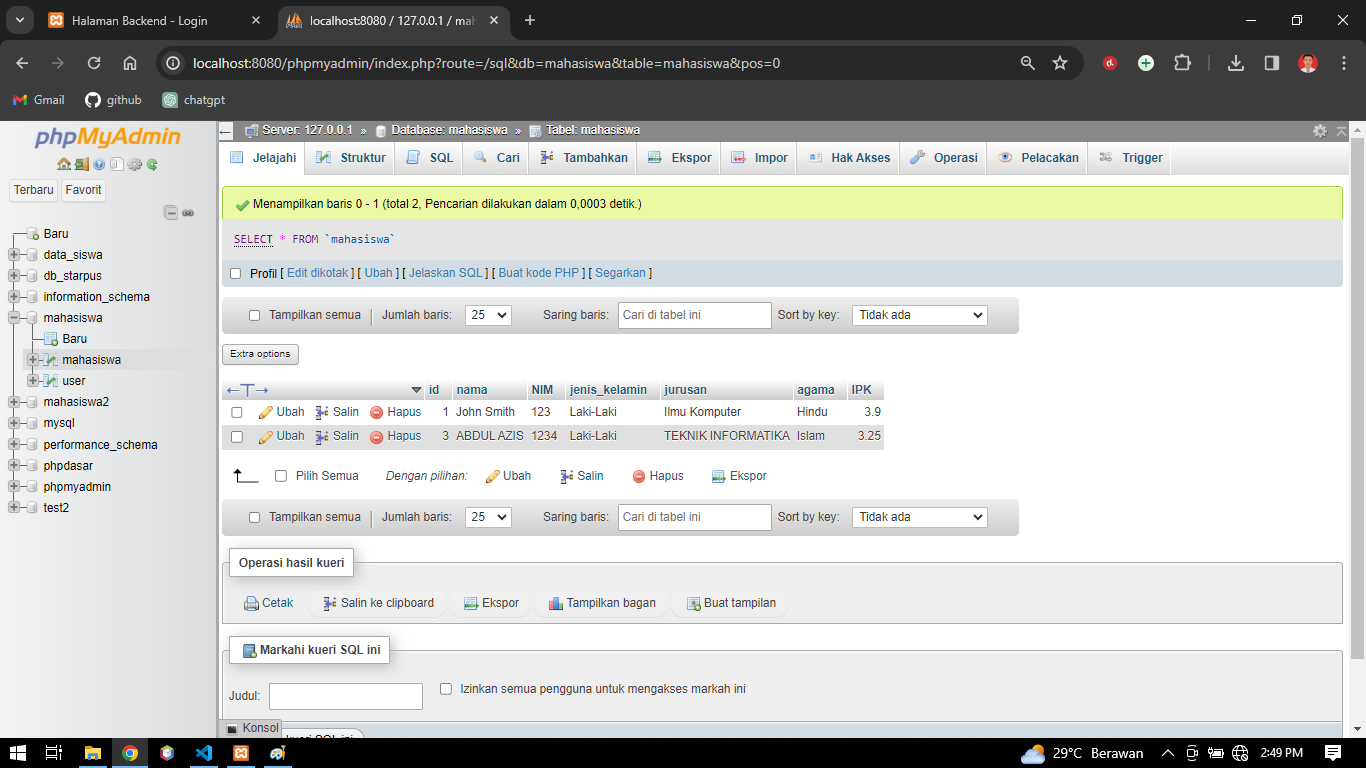 Halaman Backend - Login
localhost:8080 / 127.0.0.1 / mah
localhost:8080/phpmyadmin/index.php?route=/sql&db=mahasiswa&table=mahasiswa&pos=0
Gmail github chatgpt
phpMyAdmin
Terbaru Favorit
Baru
data_siswa
db_starpus
information_schema
mahasiswa
Baru
mahasiswa
user
mahasiswa2
mysql
performance_schema
phpdasar
phpmyadmin
test2
Server: 127.0.0.1 » Database: mahasiswa » Tabel: mahasiswa
Jelajahi Struktur SQL Cari Tambahkan Ekspor Impor Hak Akses Operasi Pelacakan Trigger
Menampilkan baris 0 - 1 (total 2, Pencarian dilakukan dalam 0,0003 detik.)
SELECT * FROM `mahasiswa`
Profil [ Edit dikotak ] [ Ubah ] [ Jelaskan SQL ] [ Buat kode PHP ] [ Segarkan ]
Tampilkan semua | Jumlah baris: 25 Saring baris: Cari di tabel ini Sort by key: Tidak ada
Extra options
←T→ id nama NIM jenis_kelamin jurusan agama IPK
Ubah Salin Hapus 1 John Smith 123 Laki-Laki Ilmu Komputer Hindu 3.9
Ubah Salin Hapus 3 ABDUL AZIS 1234 Laki-Laki TEKNIK INFORMATIKA Islam 3.25
Pilih Semua Dengan pilihan: Ubah Salin Hapus Ekspor
Tampilkan semua | Jumlah baris: 25 Saring baris: Cari di tabel ini Sort by key: Tidak ada
Operasi hasil kueri
Cetak Salin ke clipboard Ekspor Tampilkan bagan Buat tampilan
Markahi kueri SQL ini
Judul: Izinkan semua pengguna untuk mengakses markah ini
Konsol
kueri SQL ini
29°C Berawan 2:49 PM